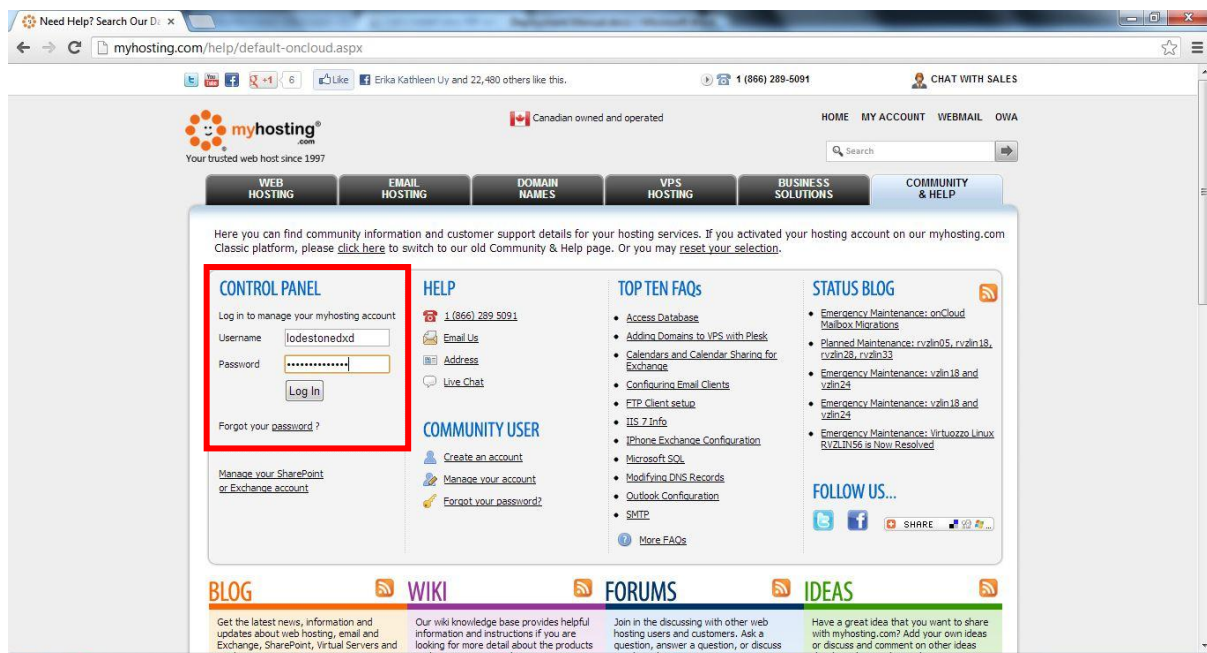 Need Help? Search Our Da
myhosting.com/help/default-oncloud.aspx
+1 6 Like Erika Kathleen Uy and 22,480 others like this.
1 (866) 289-5091
CHAT WITH SALES
myhosting®
.com
Your trusted web host since 1997
Canadian owned and operated
HOME MY ACCOUNT WEBMAIL OWA
Search
WEB HOSTING
EMAIL HOSTING
DOMAIN NAMES
VPS HOSTING
BUSINESS SOLUTIONS
COMMUNITY & HELP
Here you can find community information and customer support details for your hosting services. If you activated your hosting account on our myhosting.com
Classic platform, please click here to switch to our old Community & Help page. Or you may reset your selection.
CONTROL PANEL
Log in to manage your myhosting account
Username lodestonedxd
Password ••••••••••••••
Log In
Forgot your password ?
Manage your SharePoint
or Exchange account
HELP
1 (866) 289 5091
Email Us
Address
Live Chat
COMMUNITY USER
Create an account
Manage your account
Forgot your password?
TOP TEN FAQs
Access Database
Adding Domains to VPS with Plesk
Calendars and Calendar Sharing for
Exchange
Configuring Email Clients
FTP Client setup
IIS 7 Info
IPhone Exchange Configuration
Microsoft SQL
Modifying DNS Records
Outlook Configuration
SMTP
More FAQs
STATUS BLOG
Emergency Maintenance: onCloud
Mailbox Migrations
Planned Maintenance: rvzlin05, rvzlin18,
rvzlin28, rvzlin33
Emergency Maintenance: vzlin18 and
vzlin24
Emergency Maintenance: vzlin18 and
vzlin24
Emergency Maintenance: Virtuozzo Linux
RVZLIN56 is Now Resolved
FOLLOW US...
SHARE
BLOG
Get the latest news, information and
updates about web hosting, email and
Exchange, SharePoint, Virtual Servers and
WIKI
Our wiki knowledge base provides helpful
information and instructions if you are
looking for more detail about the products
FORUMS
Join in the discussing with other web
hosting users and customers. Ask a
question, answer a question, or discuss
IDEAS
Have a great idea that you want to share
with myhosting.com? Add your own ideas
or discuss and comment on other ideas